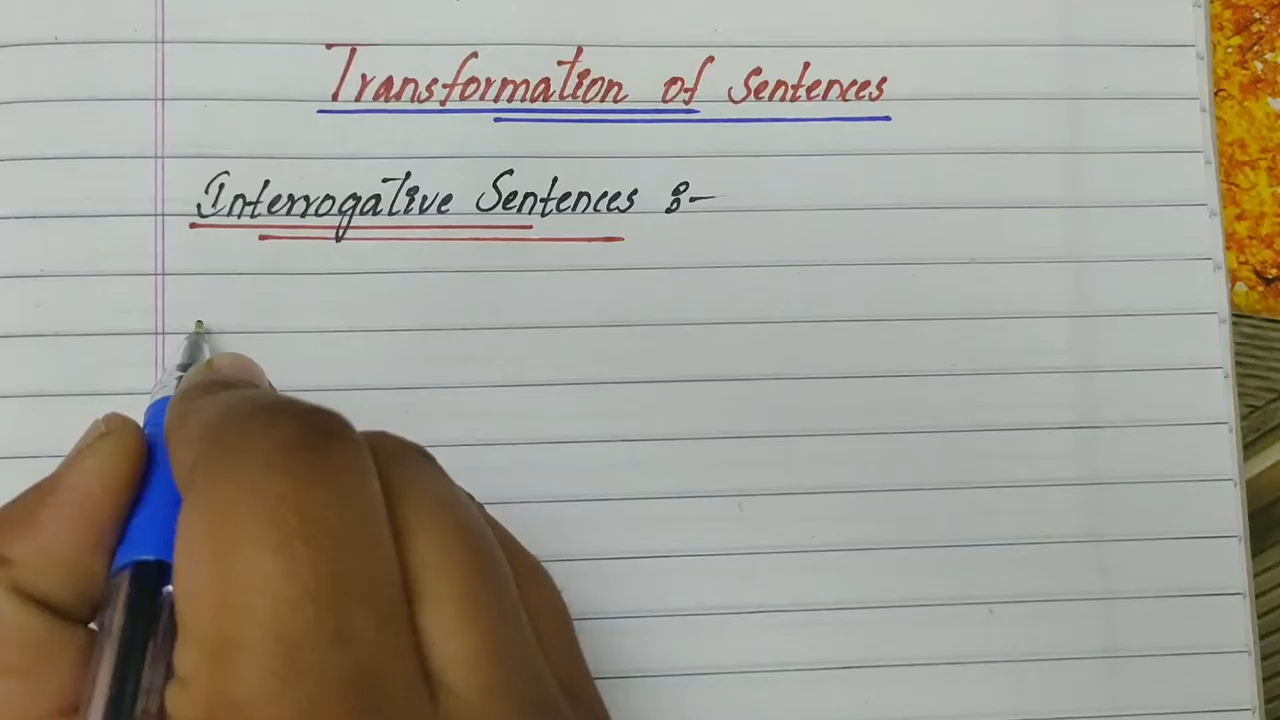 Transformation of Sentences
Interrogative Sentences :-